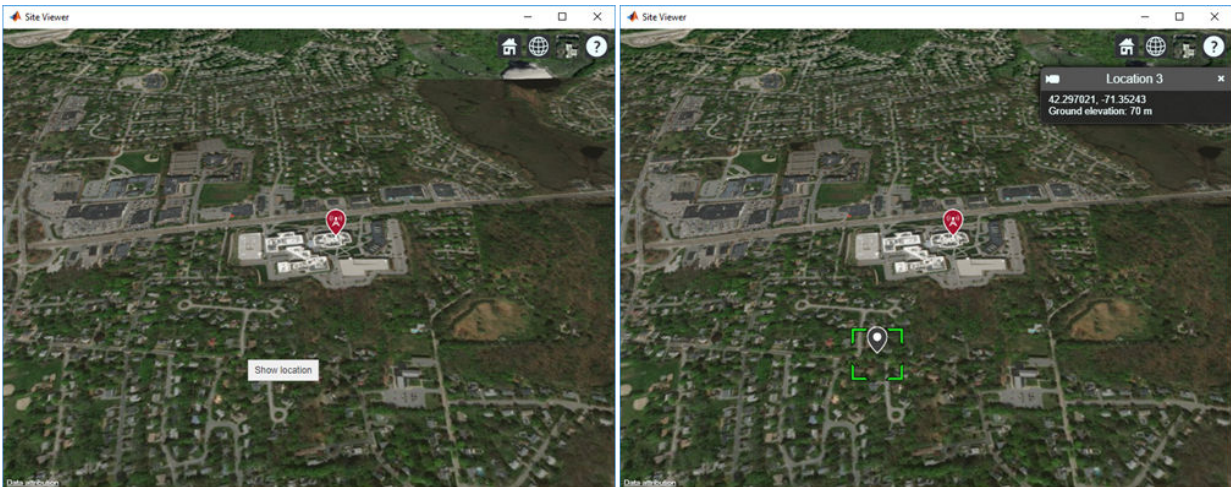 Site Viewer
?
Show location
Data attribution
Site Viewer
?
Location 3
42.297021, -71.35243
Ground elevation: 70 m
Data attribution